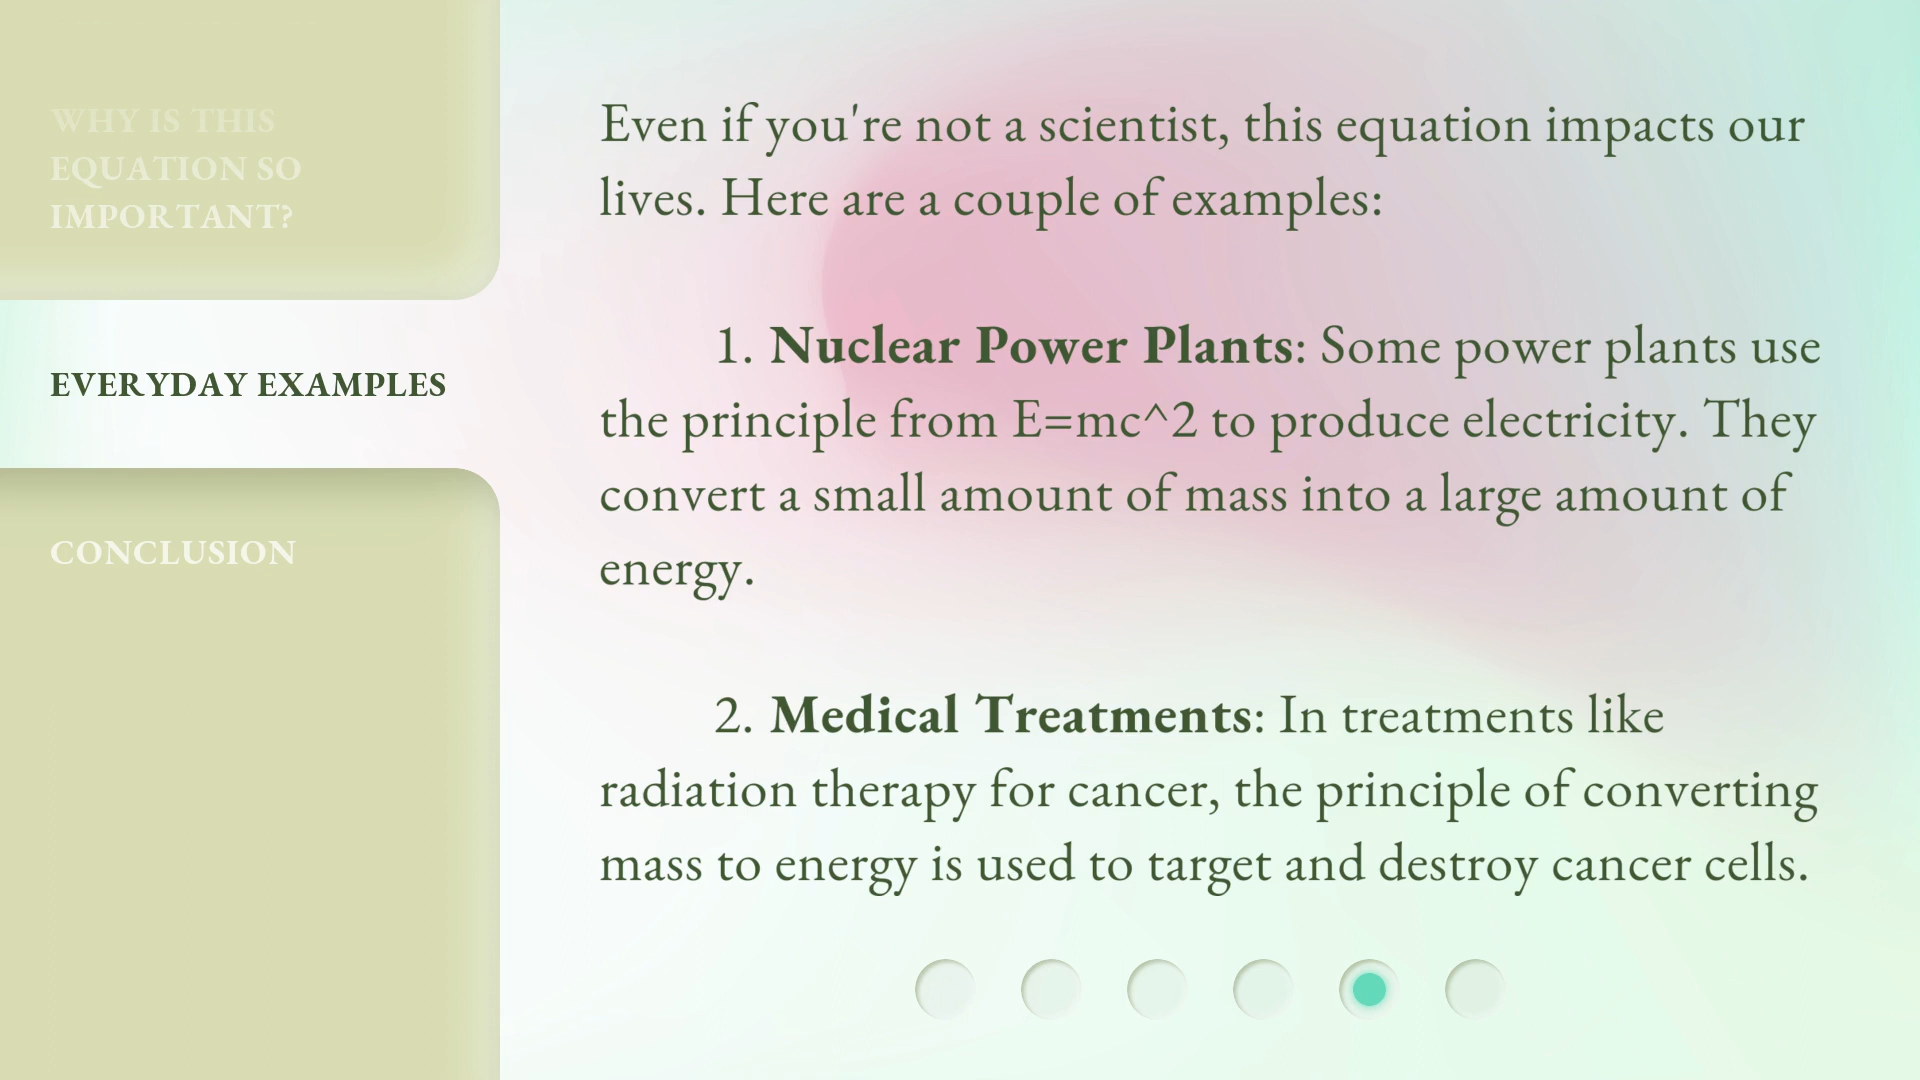 WHY IS THIS
EQUATION SO
IMPORTANT?
EVERYDAY EXAMPLES
CONCLUSION
Even if you're not a scientist, this equation impacts our
lives. Here are a couple of examples:
1. Nuclear Power Plants: Some power plants use
the principle from E=mc^2 to produce electricity. They
convert a small amount of mass into a large amount of
energy.
2. Medical Treatments: In treatments like
radiation therapy for cancer, the principle of converting
mass to energy is used to target and destroy cancer cells.